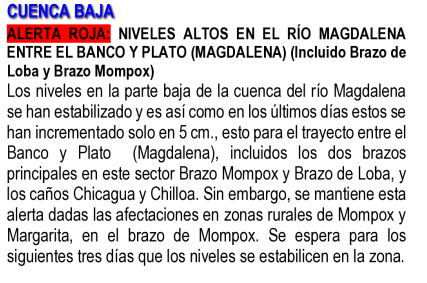 CUENCA BAJA
ALERTA ROJA: NIVELES ALTOS EN EL RÍO MAGDALENA
ENTRE EL BANCO Y PLATO (MAGDALENA) (Incluido Brazo de
Loba y Brazo Mompox)
Los niveles en la parte baja de la cuenca del río Magdalena
se han estabilizado y es así como en los últimos días estos se
han incrementado solo en 5 cm., esto para el trayecto entre el
Banco y Plato (Magdalena), incluidos los dos brazos
principales en este sector Brazo Mompox y Brazo de Loba, y
los caños Chicagua y Chilloa. Sin embargo, se mantiene esta
alerta dadas las afectaciones en zonas rurales de Mompox y
Margarita, en el brazo de Mompox. Se espera para los
siguientes tres días que los niveles se estabilicen en la zona.